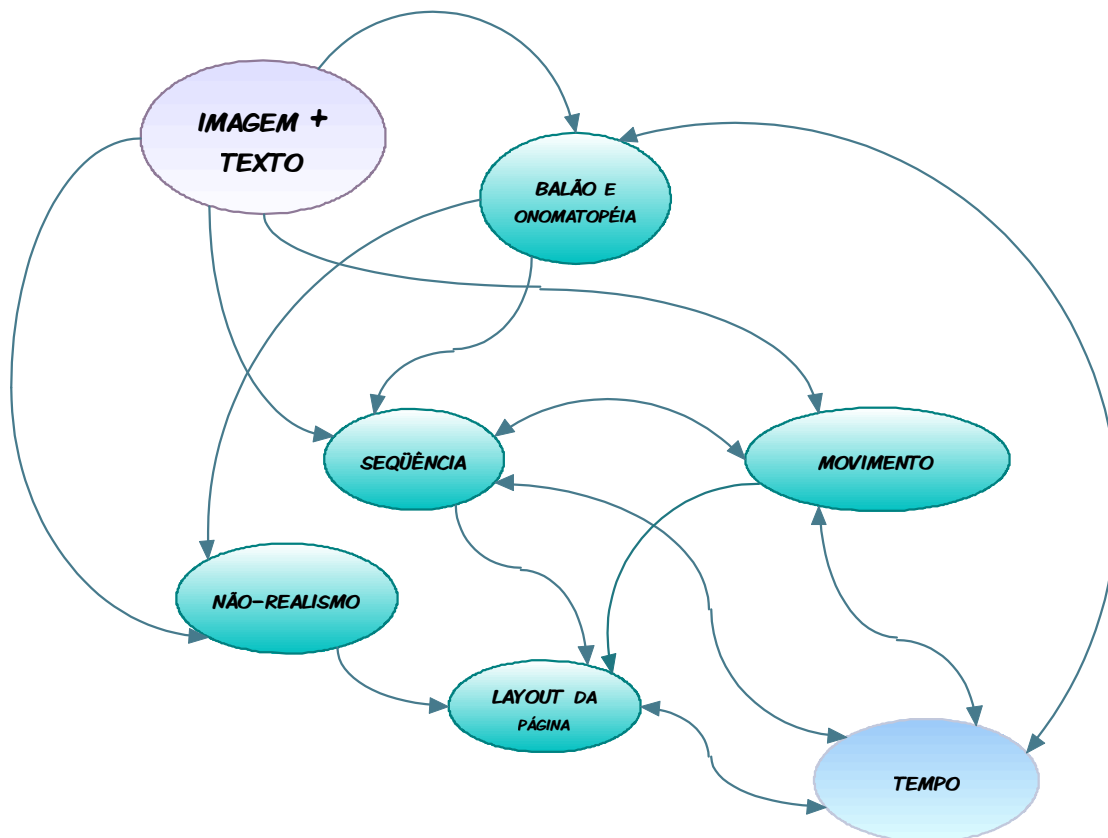 IMAGEM +
TEXTO
BALÃO E
ONOMATOPÉIA
SEQÜÊNCIA
MOVIMENTO
NÃO-REALISMO
LAYOUT DA
PÁGINA
TEMPO